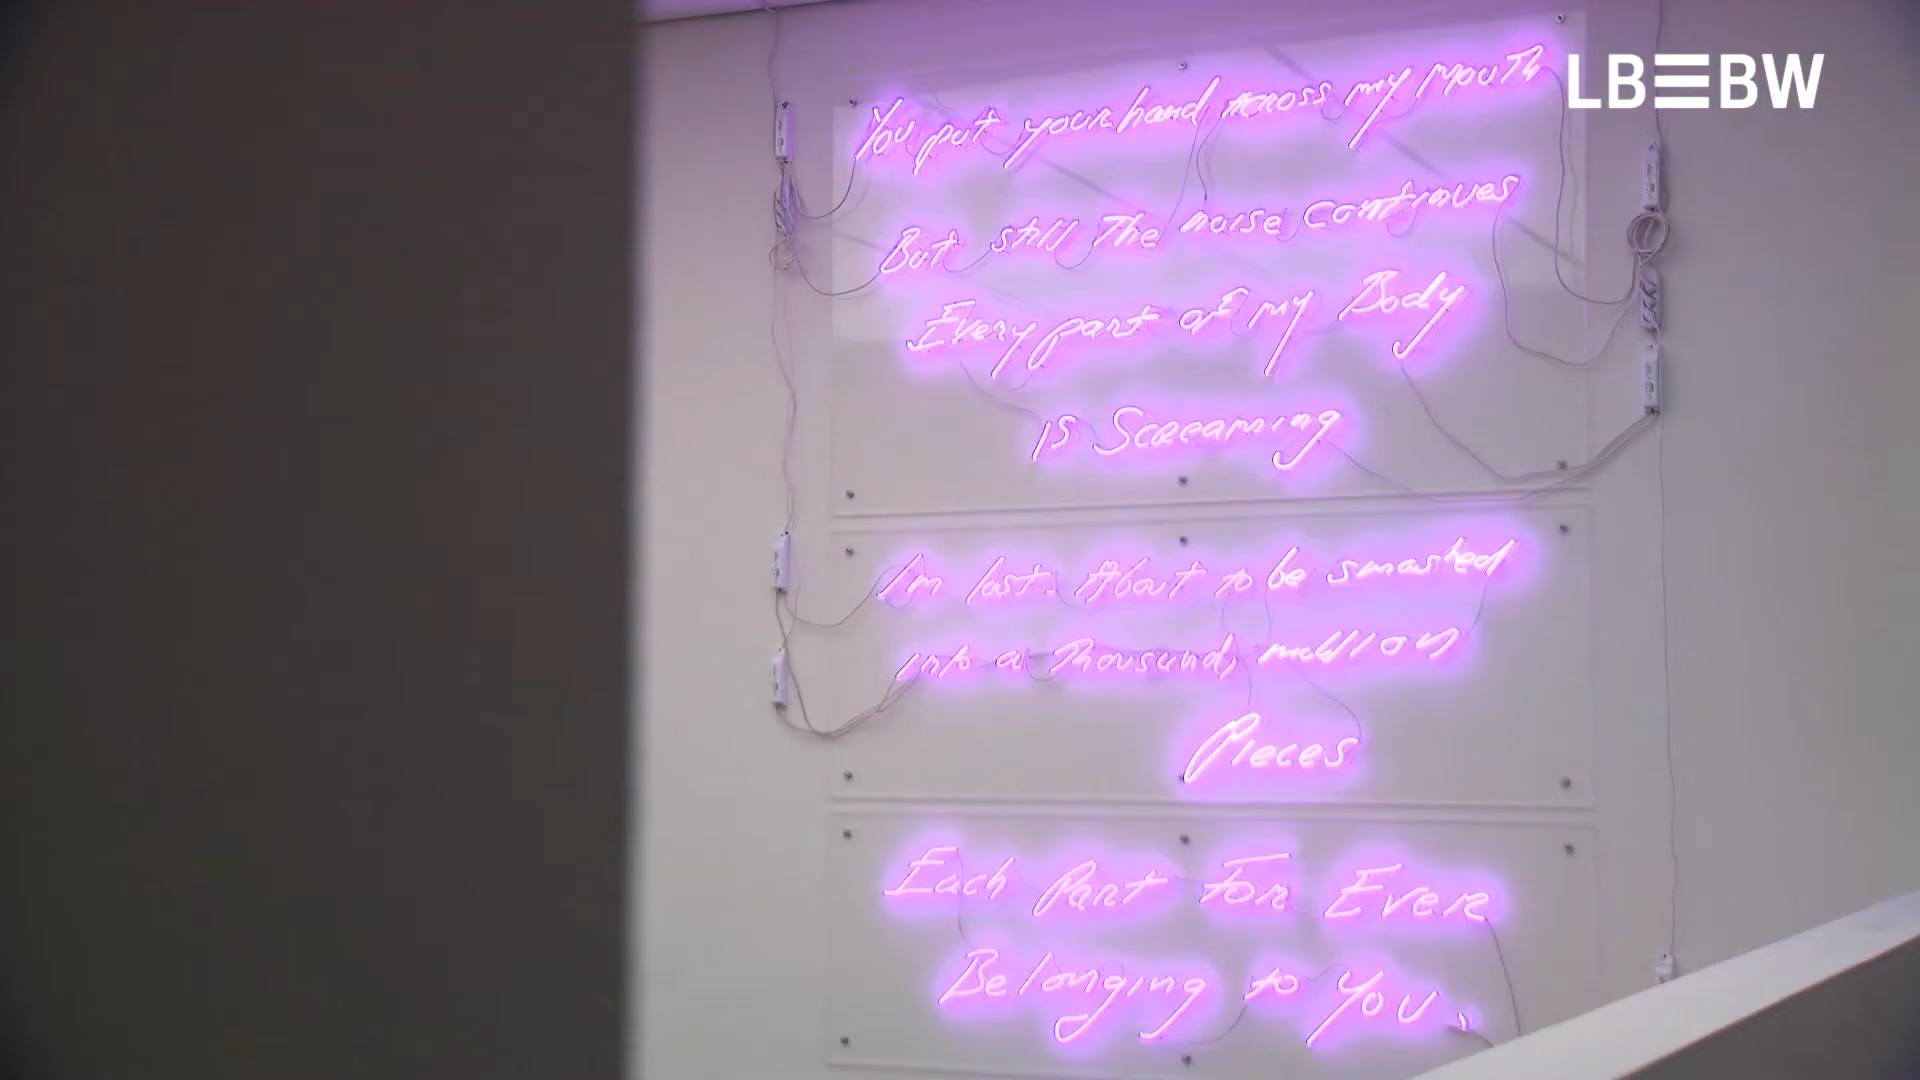 LBBW
You put your hand Across my Mouth
But still The noise continues
Every part of my Body
is Screaming
I'm lost. About to be smashed
into a Thousand, million
Pieces
Each Part For Ever
Belonging to You,